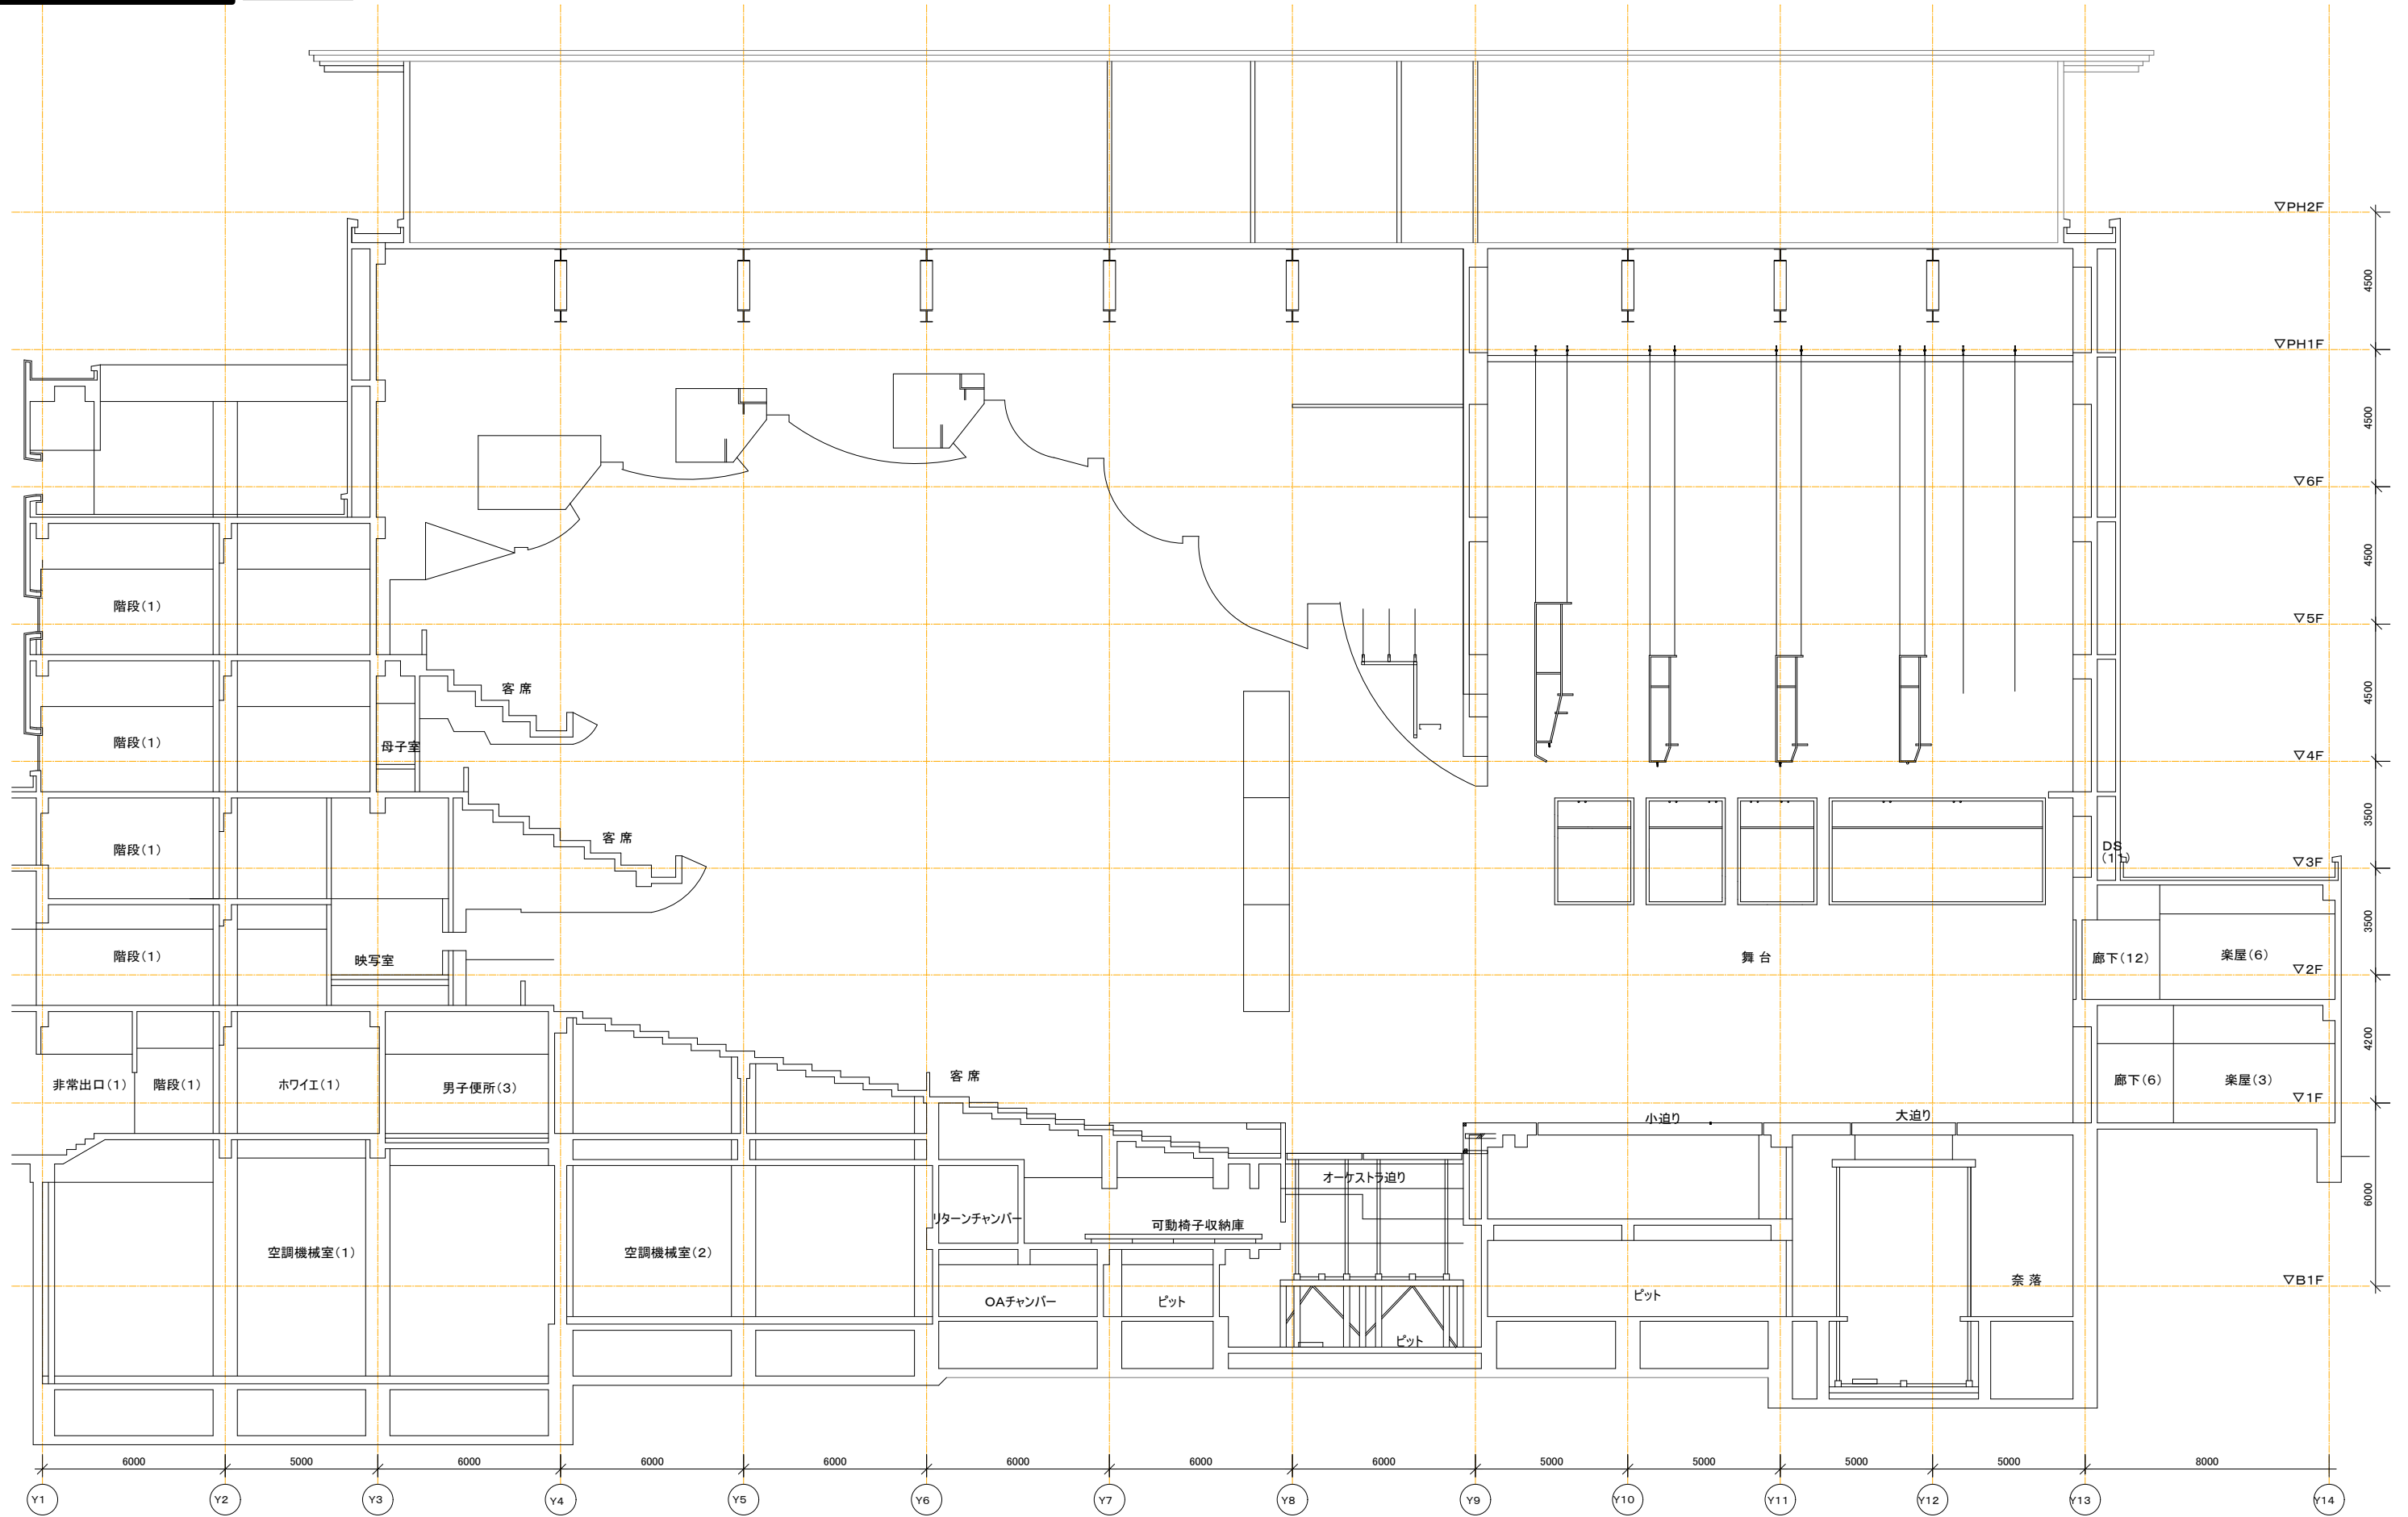 ▽PH2F
4500
▽PH1F
4500
▽6F
4500
階段(1)
▽5F
客 席
4500
階段(1)
母子室
▽4F
3500
客 席
階段(1)
DS
(11)
▽3F
3500
階段(1)
映写室
舞 台
廊下(12)
楽屋(6)
▽2F
4200
非常出口(1)
階段(1)
ホワイエ(1)
男子便所(3)
客 席
廊下(6)
楽屋(3)
▽1F
小迫り
大迫り
オーケストラ迫り
6000
リターンチャンバー
可動椅子収納庫
空調機械室(1)
空調機械室(2)
奈 落
▽B1F
OAチャンバー
ピット
ピット
ピット
6000 5000 6000 6000 6000 6000 6000 6000 5000 5000 5000 5000 8000
Y1 Y2 Y3 Y4 Y5 Y6 Y7 Y8 Y9 Y10 Y11 Y12 Y13 Y14